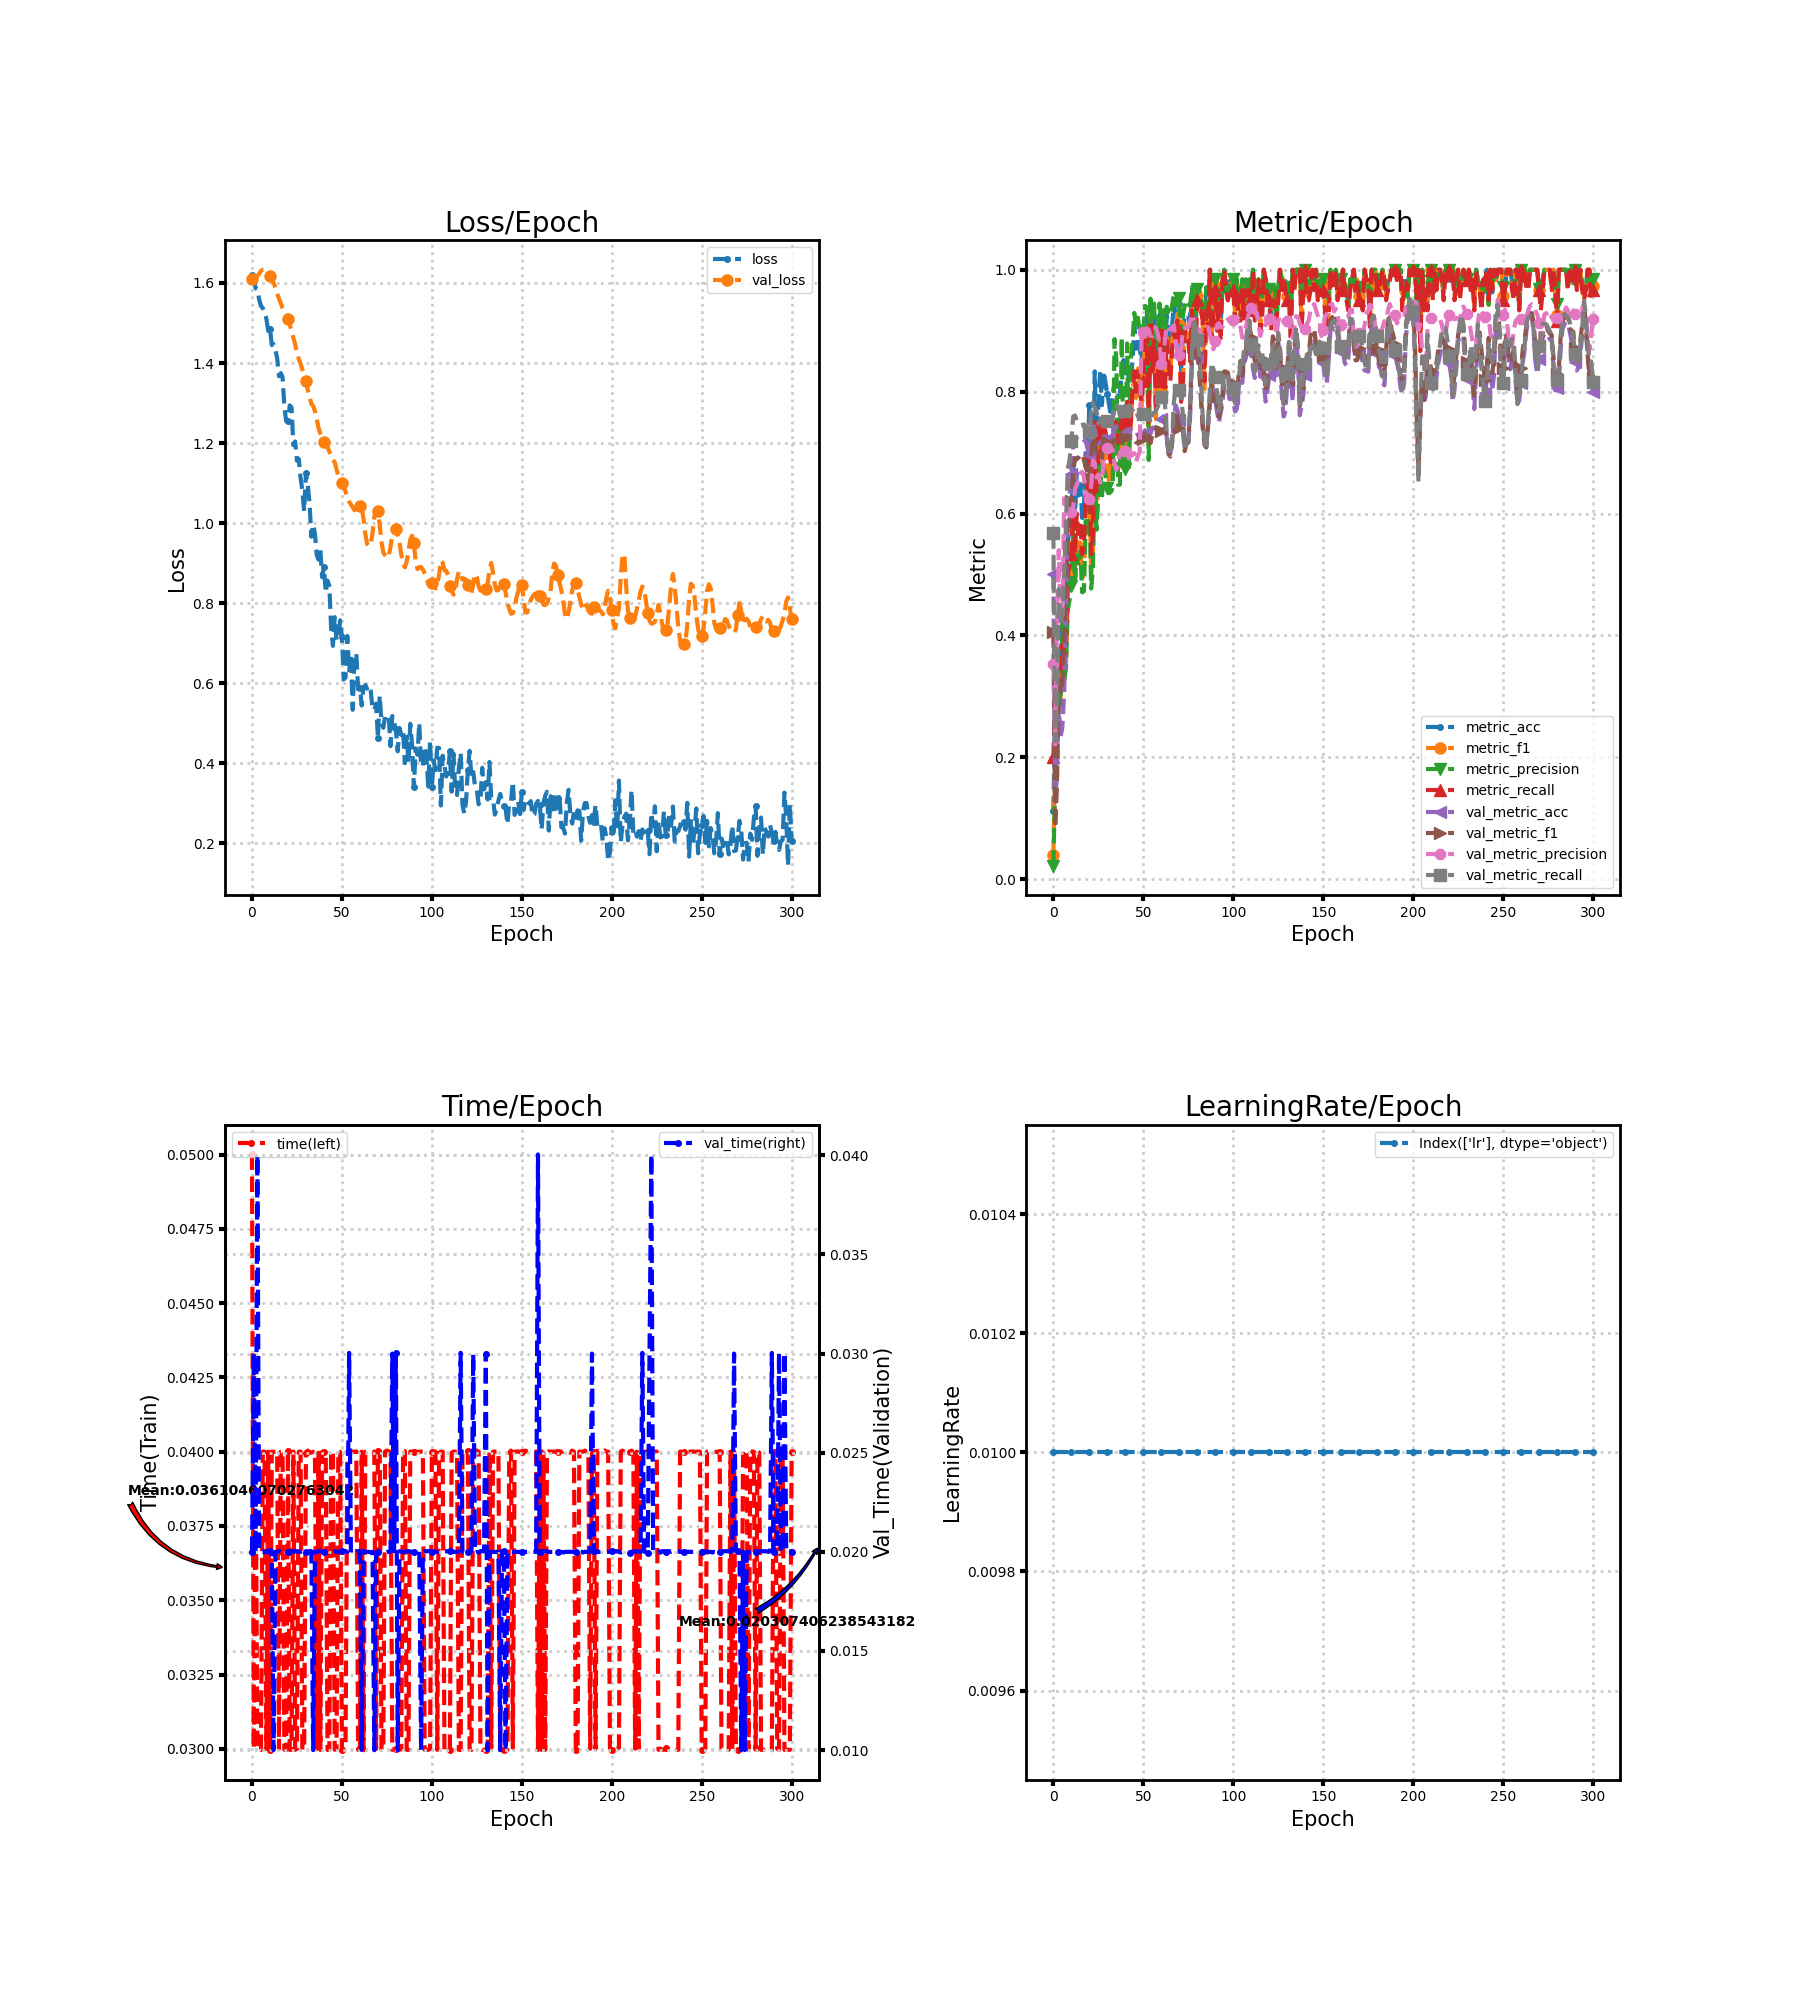 Loss/Epoch
loss
val_loss
1.6
1.4
1.2
1.0
0.8
0.6
0.4
0.2
Loss
0
50
100
150
200
250
300
Epoch
Metric/Epoch
1.0
0.8
0.6
0.4
0.2
0.0
Metric
metric_acc
metric_f1
metric_precision
metric_recall
val_metric_acc
val_metric_f1
val_metric_precision
val_metric_recall
0
50
100
150
200
250
300
Epoch
Time/Epoch
time(left)
val_time(right)
0.0500
0.0475
0.0450
0.0425
0.0400
0.0375
0.0350
0.0325
0.0300
Time(Train)
0.040
0.035
0.030
0.025
0.020
0.015
0.010
Val_Time(Validation)
Mean:0.020307406238543182
0
50
100
150
200
250
300
Epoch
LearningRate/Epoch
Index(['lr'], dtype='object')
0.0104
0.0102
0.0100
0.0098
0.0096
LearningRate
0
50
100
150
200
250
300
Epoch